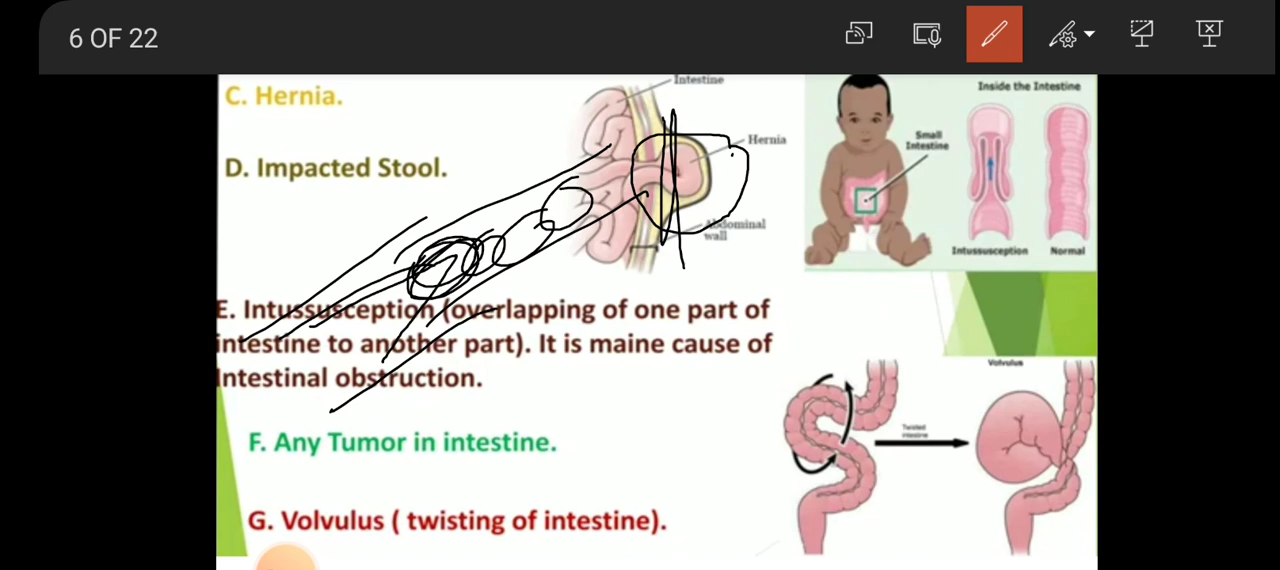 6 OF 22
C. Hernia.
D. Impacted Stool.
Intestine
Hernia
Abdominal
wall
Inside the Intestine
Small
Intestine
Intussusception
Normal
E. Intussusception (overlapping of one part of
intestine to another part). It is maine cause of
Intestinal obstruction.
F. Any Tumor in intestine.
G. Volvulus ( twisting of intestine).
Volvulus
Twisted
intestine